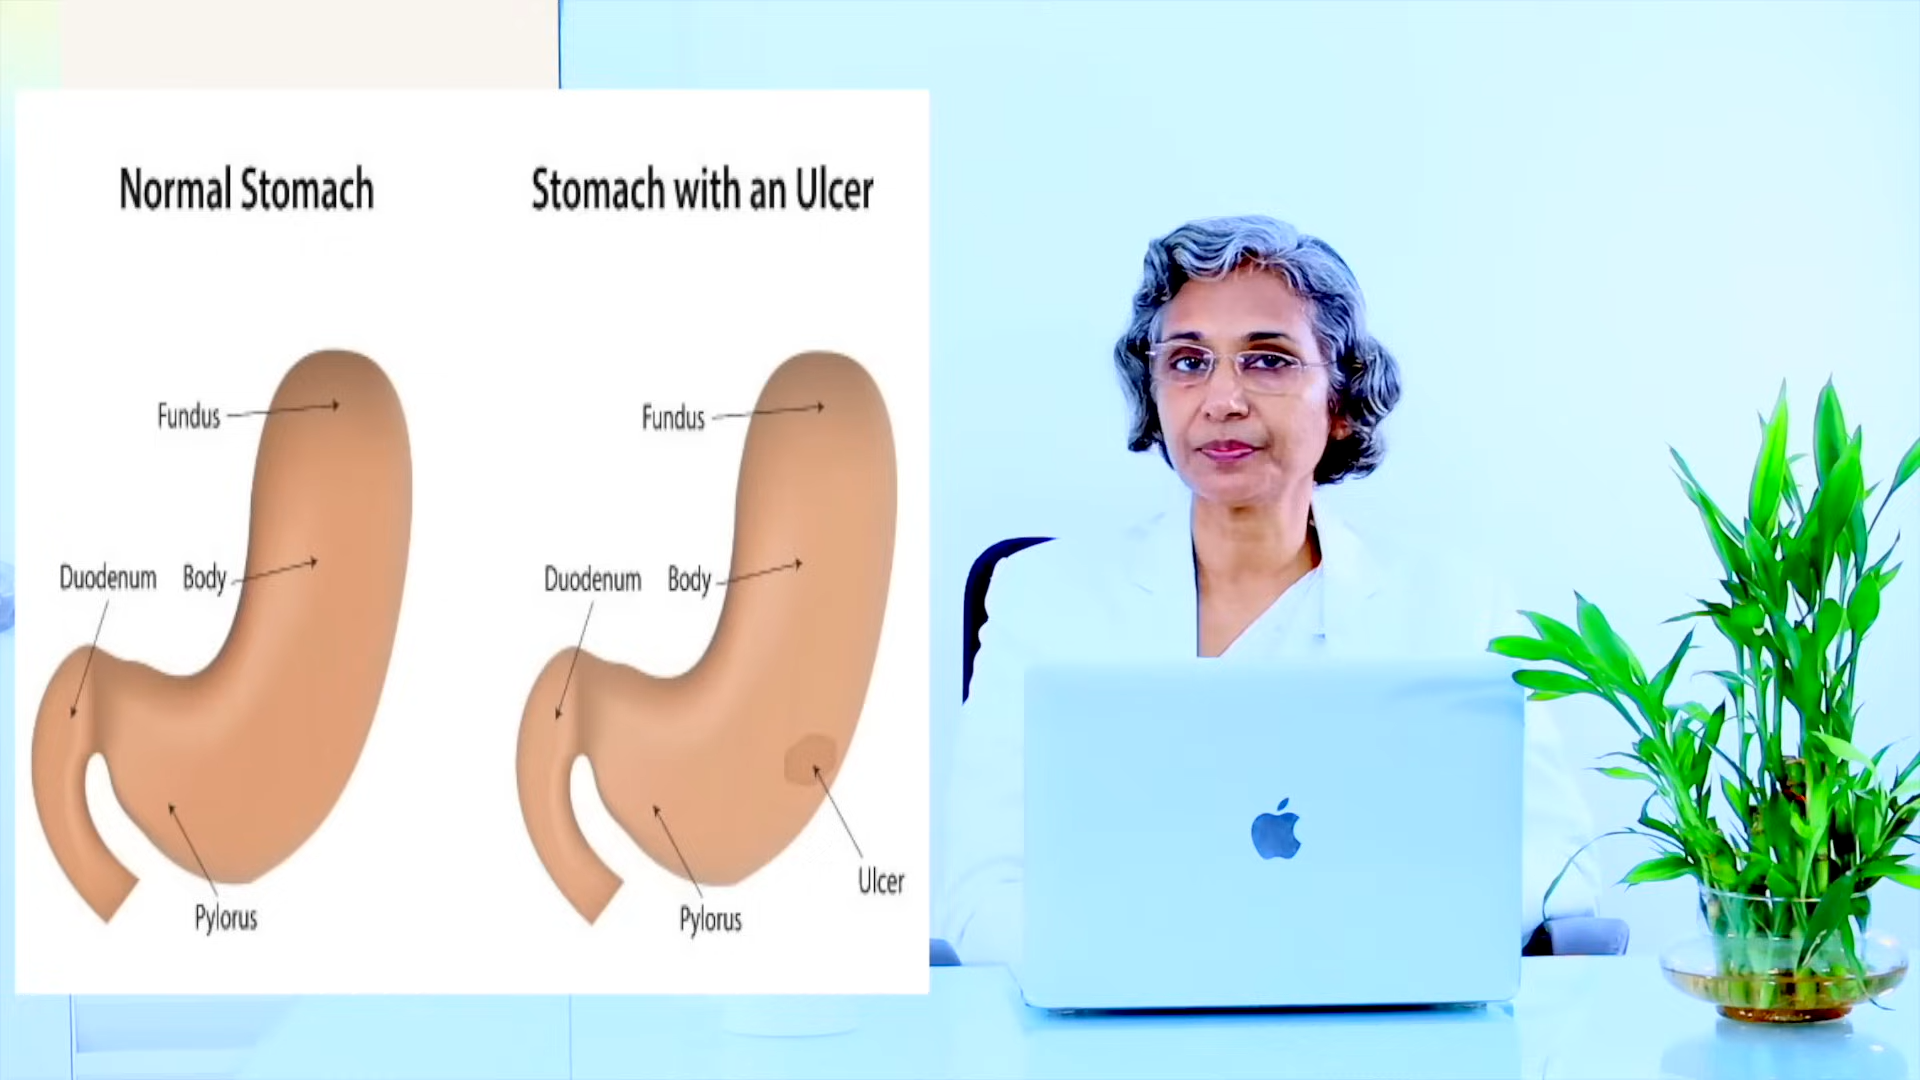 Normal Stomach
Fundus
Duodenum
Body
Pylorus
Stomach with an Ulcer
Fundus
Duodenum
Body
Ulcer
Pylorus